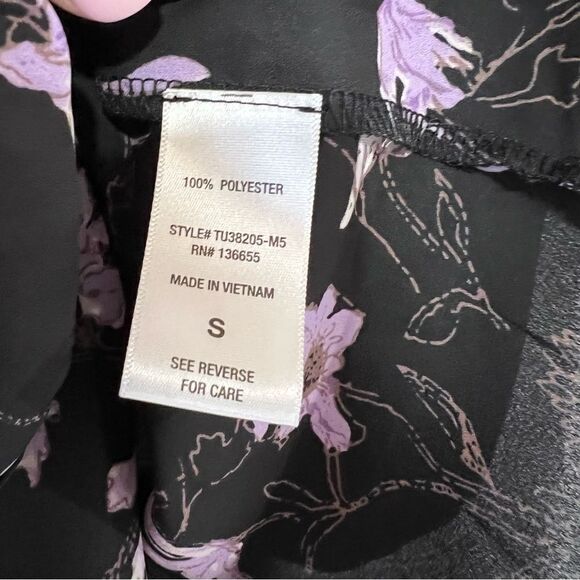 100% POLYESTER
STYLE# TU38205-M5
RN# 136655
MADE IN VIETNAM
S
SEE REVERSE
FOR CARE